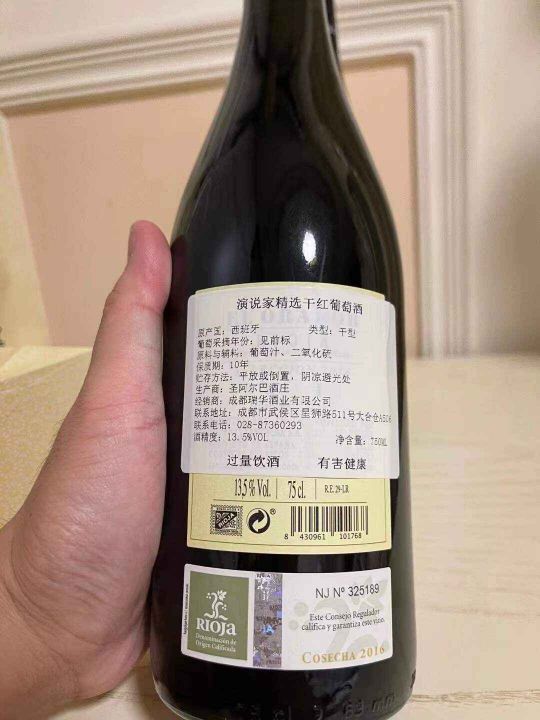 演说家精选干红葡萄酒
原产国：西班牙 类型：干型
葡萄采摘年份：见前标
原料与辅料：葡萄汁、二氧化硫
保质期：10年
贮存方法：平放或倒置，阴凉避光处
生产商：圣阿尔巴酒庄
经销商：成都瑞华酒业有限公司
联系地址：成都市武侯区星狮路511号大合仓A506
联系电话：028-87360293
酒精度：13.5%VOL 净含量：750ML
过量饮酒 有害健康
13,5% Vol. 75 cl. R.E. 29-LR
8 430961 101768
NJ Nº 325189
Este Consejo Regulador
califica y garantiza este vino.
RIOJA
Denominación de
Origen Calificada
COSECHA 2016